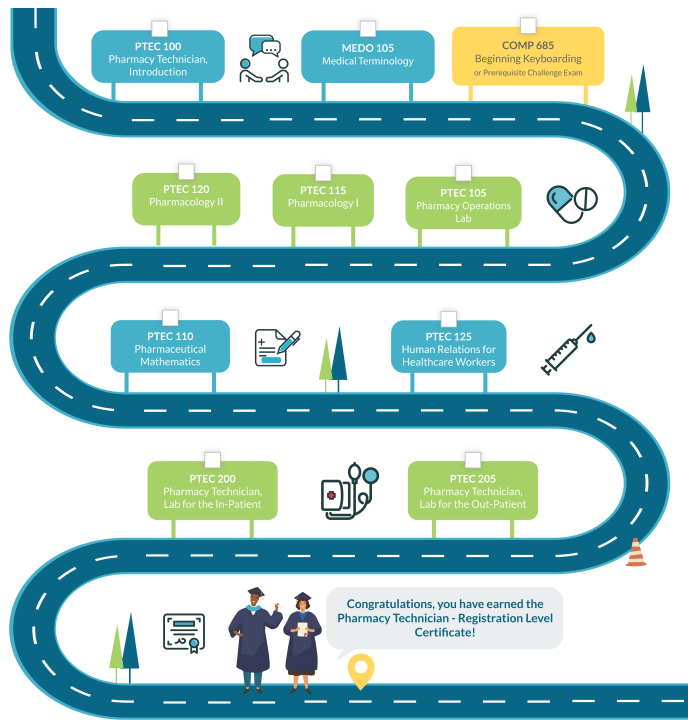 PTEC 100
Pharmacy Technician,
Introduction
MEDO 105
Medical Terminology
COMP 685
Beginning Keyboarding
or Prerequisite Challenge Exam
PTEC 120
Pharmacology II
PTEC 115
Pharmacology I
PTEC 105
Pharmacy Operations
Lab
PTEC 110
Pharmaceutical
Mathematics
PTEC 125
Human Relations for
Healthcare Workers
PTEC 200
Pharmacy Technician,
Lab for the In-Patient
PTEC 205
Pharmacy Technician,
Lab for the Out-Patient
Congratulations, you have earned the
Pharmacy Technician - Registration Level
Certificate!